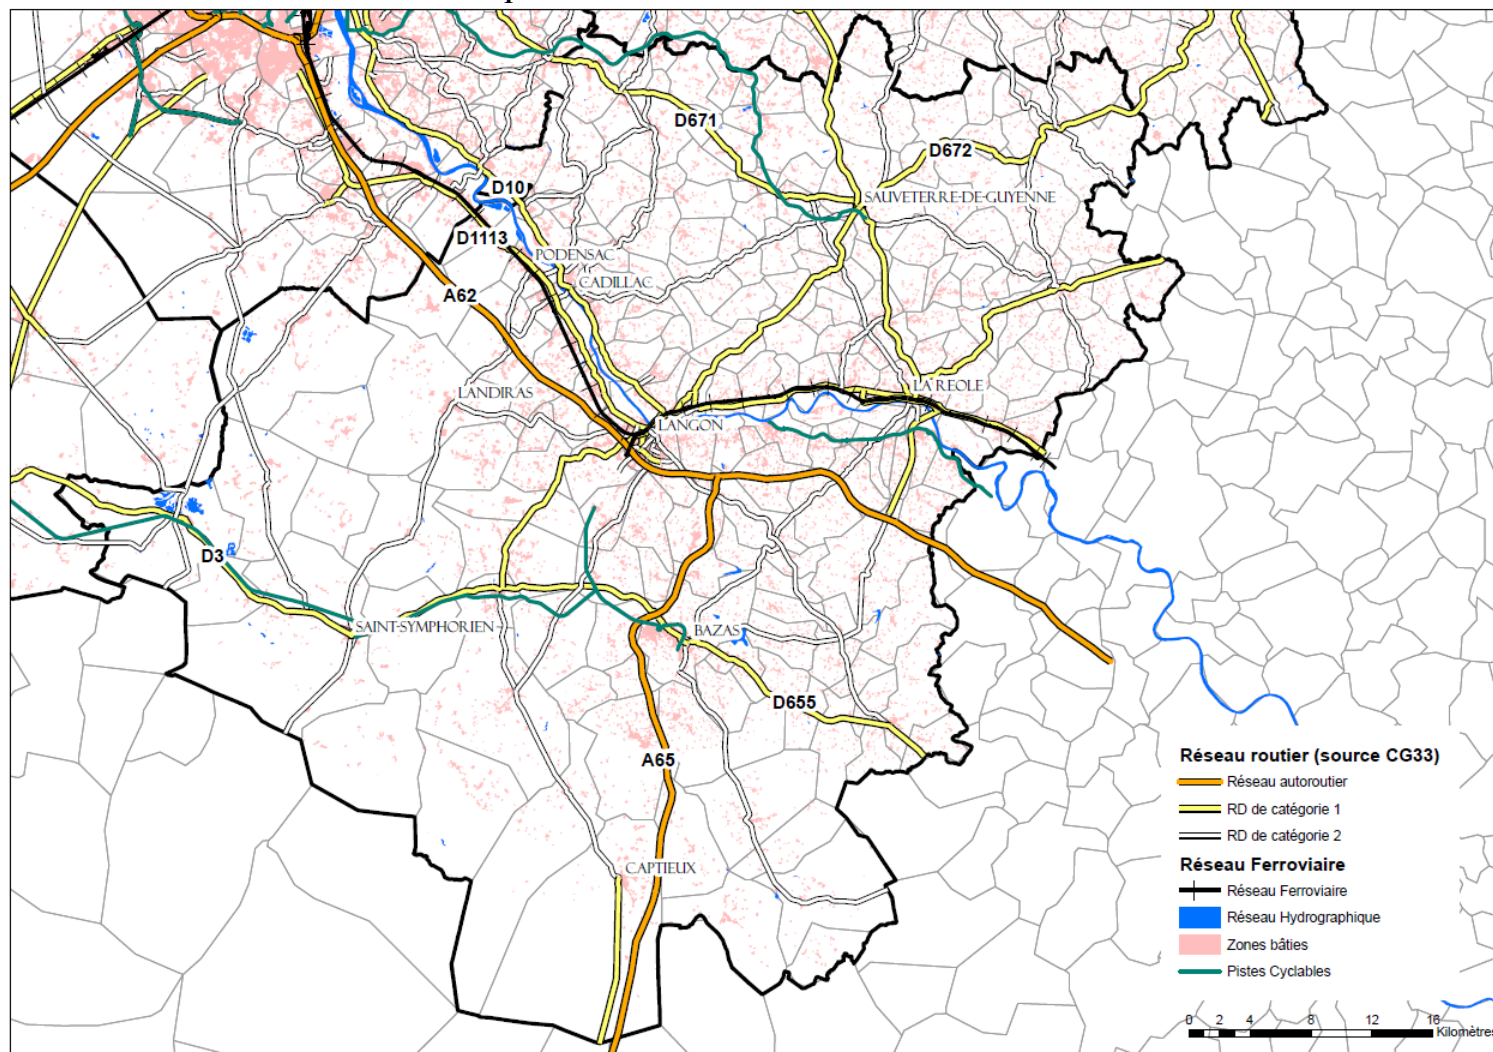 D671
D672
D10
SAUVETERRE-DE-GUYENNE
D1113
PODENSAC
CADILLAC
A62
LANDIRAS
LA REOLE
LANGON
D3
SAINT-SYMPHORIEN
BAZAS
D655
A65
CAPTIEUX
Réseau routier (source CG33)
Réseau autoroutier
RD de catégorie 1
RD de catégorie 2
Réseau Ferroviaire
Réseau Ferroviaire
Réseau Hydrographique
Zones bâties
Pistes Cyclables
0 2 4 8 12 16
Kilomètres